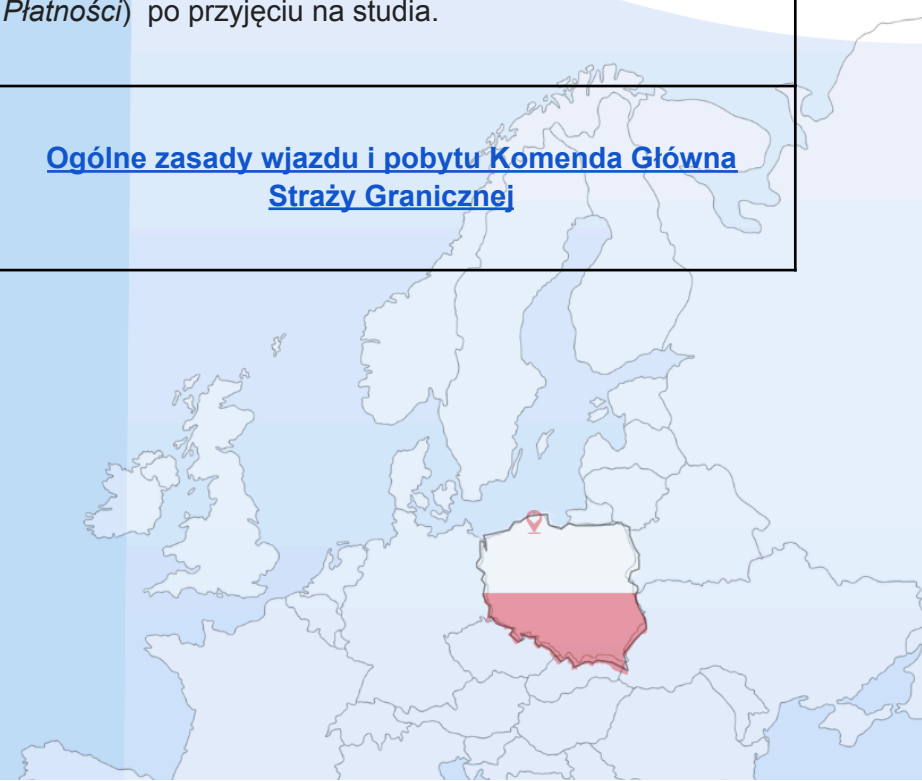 Płatności) po przyjęciu na studia.
Ogólne zasady wjazdu i pobytu Komenda Główna
Straży Granicznej